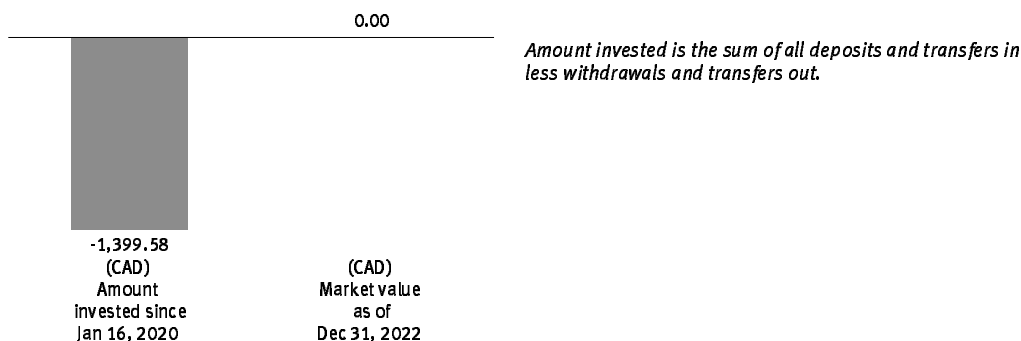 0.00
Amount invested is the sum of all deposits and transfers in
less withdrawals and transfers out.
-1,399.58
(CAD)
Amount
invested since
Jan 16, 2020
(CAD)
Market value
as of
Dec 31, 2022